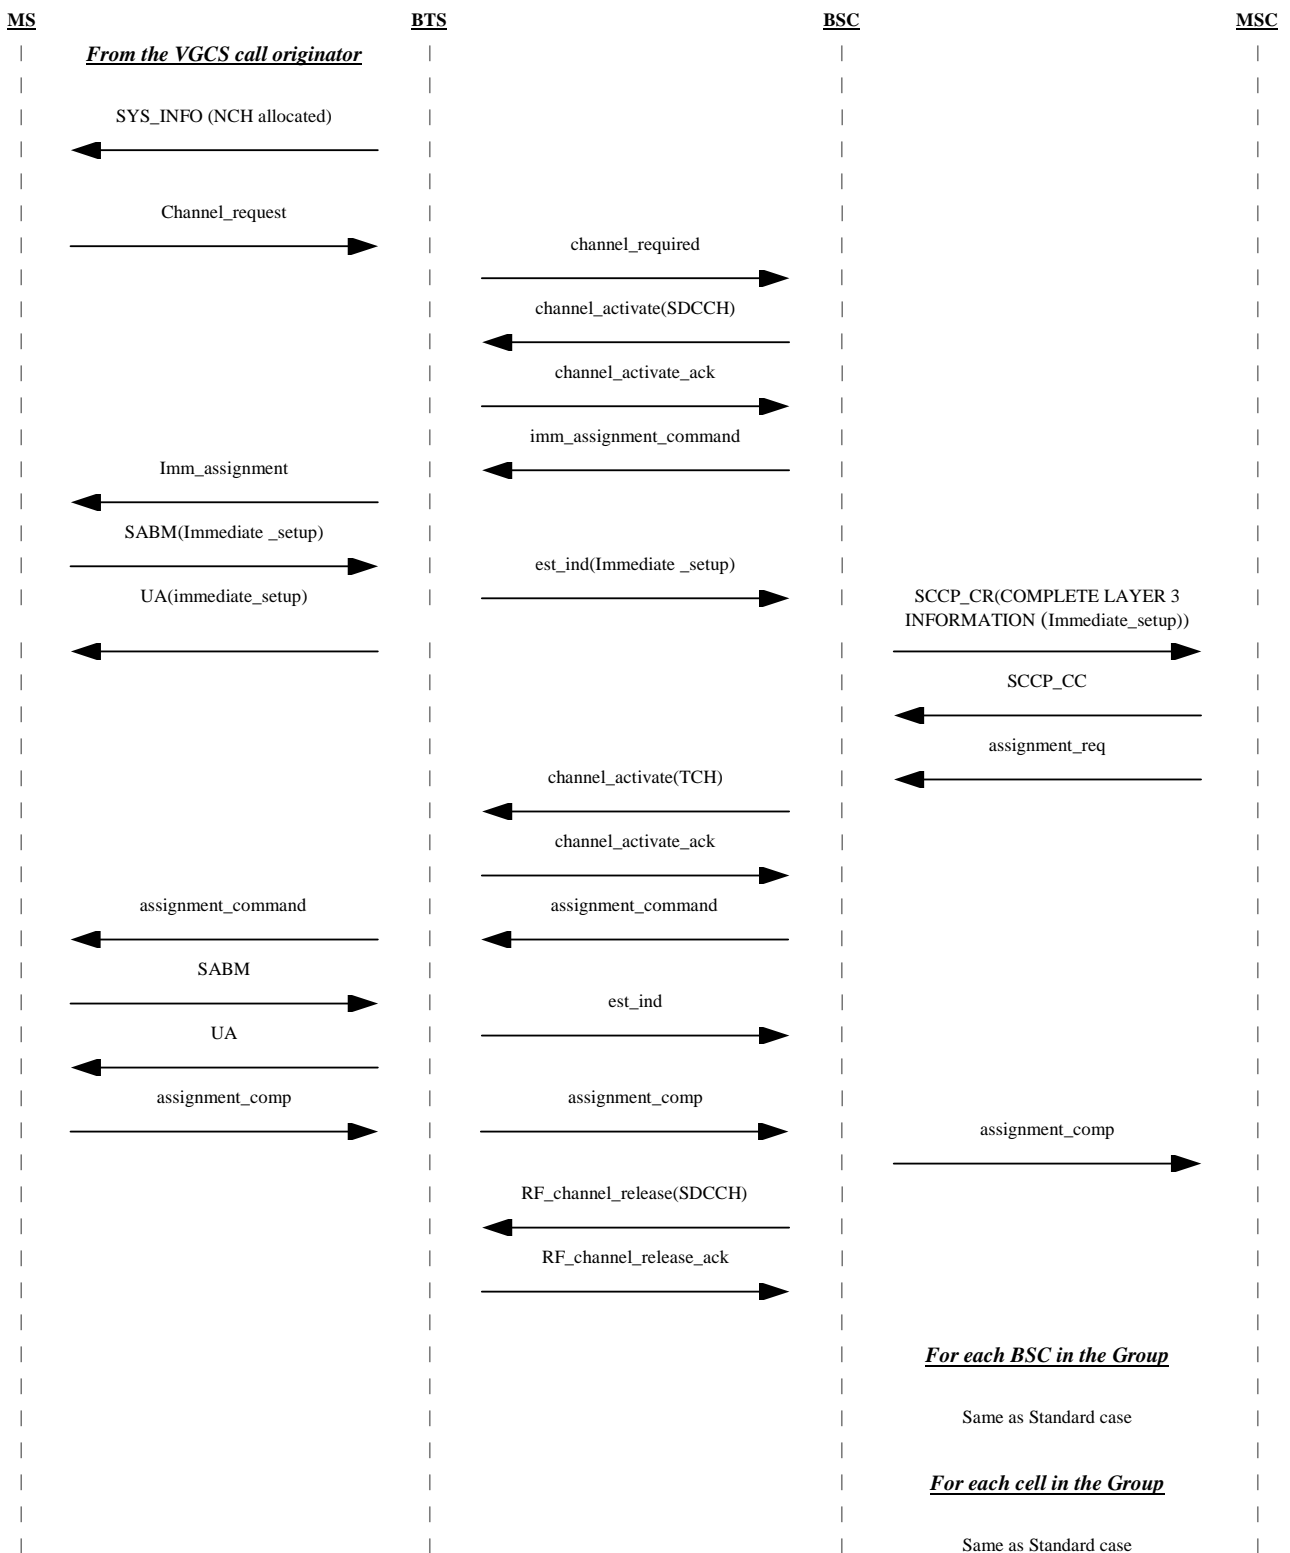 MS BTS BSC MSC
From the VGCS call originator
SYS_INFO (NCH allocated)
Channel_request
channel_required
channel_activate(SDCCH)
channel_activate_ack
imm_assignment_command
Imm_assignment
SABM(Immediate _setup)
est_ind(Immediate _setup)
UA(immediate_setup)
SCCP_CR(COMPLETE LAYER 3
INFORMATION (Immediate_setup))
SCCP_CC
assignment_req
channel_activate(TCH)
channel_activate_ack
assignment_command assignment_command
SABM
est_ind
UA
assignment_comp assignment_comp
assignment_comp
RF_channel_release(SDCCH)
RF_channel_release_ack
For each BSC in the Group
Same as Standard case
For each cell in the Group
Same as Standard case